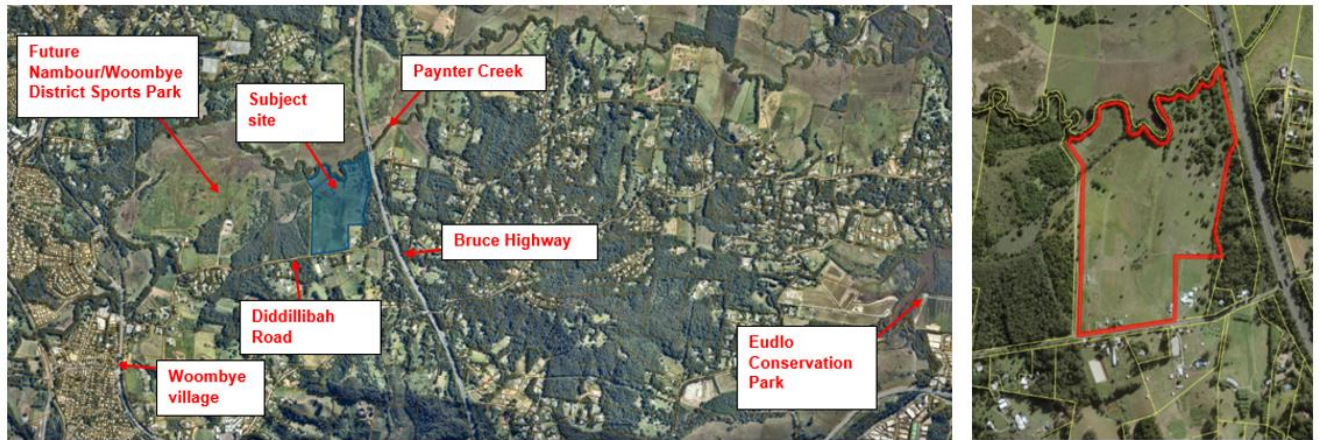 Future
Nambour/Woombye
District Sports Park
Subject
site
Paynter Creek
Bruce Highway
Diddillibah
Road
Woombye
village
Eudlo
Conservation
Park